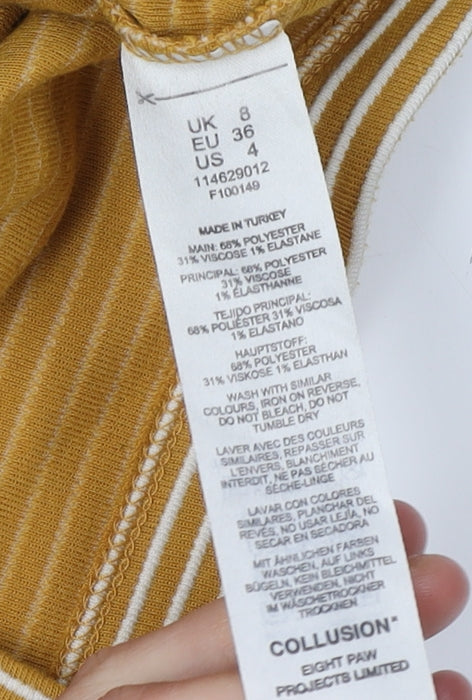 UK 8
EU 36
US 4
114629012
F100149
MADE IN TURKEY
MAIN: 68% POLYESTER
31% VISCOSE 1% ELASTANE
PRINCIPAL: 68% POLYESTER
31% VISCOSE
1% ÉLASTHANNE
TEJIDO PRINCIPAL:
68% POLIÉSTER 31% VISCOSA
1% ELASTANO
HAUPTSTOFF:
68% POLYESTER
31% VISKOSE 1% ELASTHAN
WASH WITH SIMILAR
COLOURS, IRON ON REVERSE,
DO NOT BLEACH, DO NOT
TUMBLE DRY
LAVER AVEC DES COULEURS
SIMILAIRES, REPASSER SUR
L'ENVERS, BLANCHIMENT
INTERDIT, NE PAS SÉCHER AU
SÈCHE-LINGE
LAVAR CON COLORES
SIMILARES, PLANCHAR DEL
REVÉS, NO USAR LEJÍA, NO
SECAR EN SECADORA
MIT ÄHNLICHEN FARBEN
WASCHEN, AUF LINKS
BÜGELN, KEIN BLEICHMITTEL
VERWENDEN, NICHT
IM WÄSCHETROCKNER
TROCKNEN
COLLUSION™
EIGHT PAW
PROJECTS LIMITED